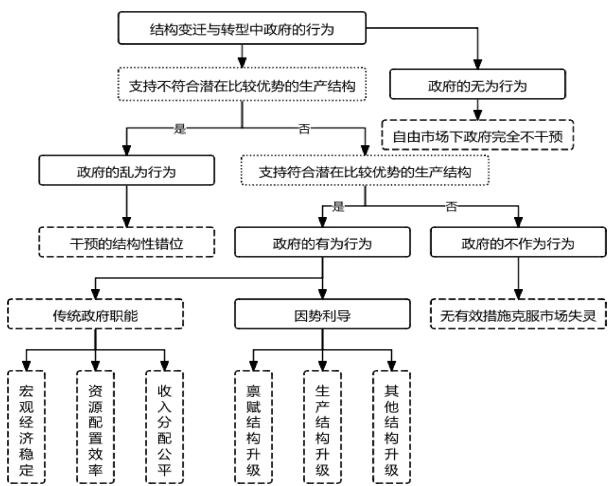 结构变迁与转型中政府的行为
支持不符合潜在比较优势的生产结构
政府的无为行为
自由市场下政府完全不干预
是
否
政府的乱为行为
支持符合潜在比较优势的生产结构
是
否
干预的结构性错位
政府的有为行为
政府的不作为行为
传统政府职能
因势利导
无有效措施克服市场失灵
宏观经济稳定
资源配置效率
收入分配公平
禀赋结构升级
生产结构升级
其他结构升级